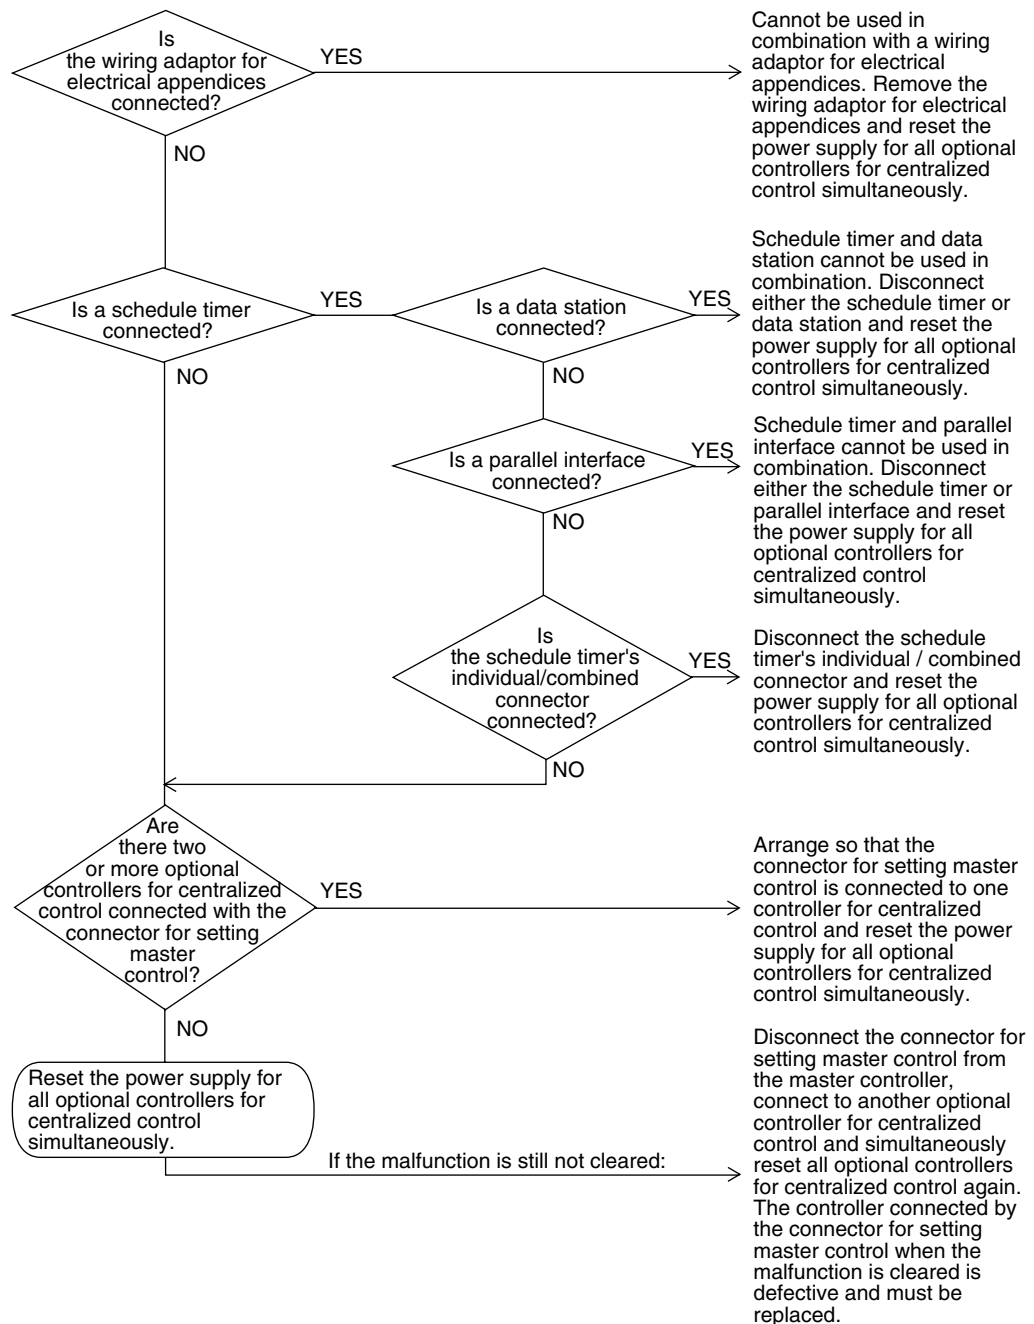 Is
the wiring adaptor for
electrical appendices
connected?
YES
Cannot be used in
combination with a wiring
adaptor for electrical
appendices. Remove the
wiring adaptor for electrical
appendices and reset the
power supply for all optional
controllers for centralized
control simultaneously.
NO
Is a schedule timer
connected?
YES
Is a data station
connected?
YES
Schedule timer and data
station cannot be used in
combination. Disconnect
either the schedule timer or
data station and reset the
power supply for all optional
controllers for centralized
control simultaneously.
NO
NO
Is a parallel interface
connected?
YES
Schedule timer and parallel
interface cannot be used in
combination. Disconnect
either the schedule timer or
parallel interface and reset
the power supply for all
optional controllers for
centralized control
simultaneously.
NO
Is
the schedule timer's
individual/combined
connector
connected?
YES
Disconnect the schedule
timer's individual / combined
connector and reset the
power supply for all optional
controllers for centralized
control simultaneously.
NO
Are
there two
or more optional
controllers for centralized
control connected with the
connector for setting
master
control?
YES
Arrange so that the
connector for setting master
control is connected to one
controller for centralized
control and reset the power
supply for all optional
controllers for centralized
control simultaneously.
NO
Reset the power supply for
all optional controllers for
centralized control
simultaneously.
If the malfunction is still not cleared:
Disconnect the connector for
setting master control from
the master controller,
connect to another optional
controller for centralized
control and simultaneously
reset all optional controllers
for centralized control again.
The controller connected by
the connector for setting
master control when the
malfunction is cleared is
defective and must be
replaced.